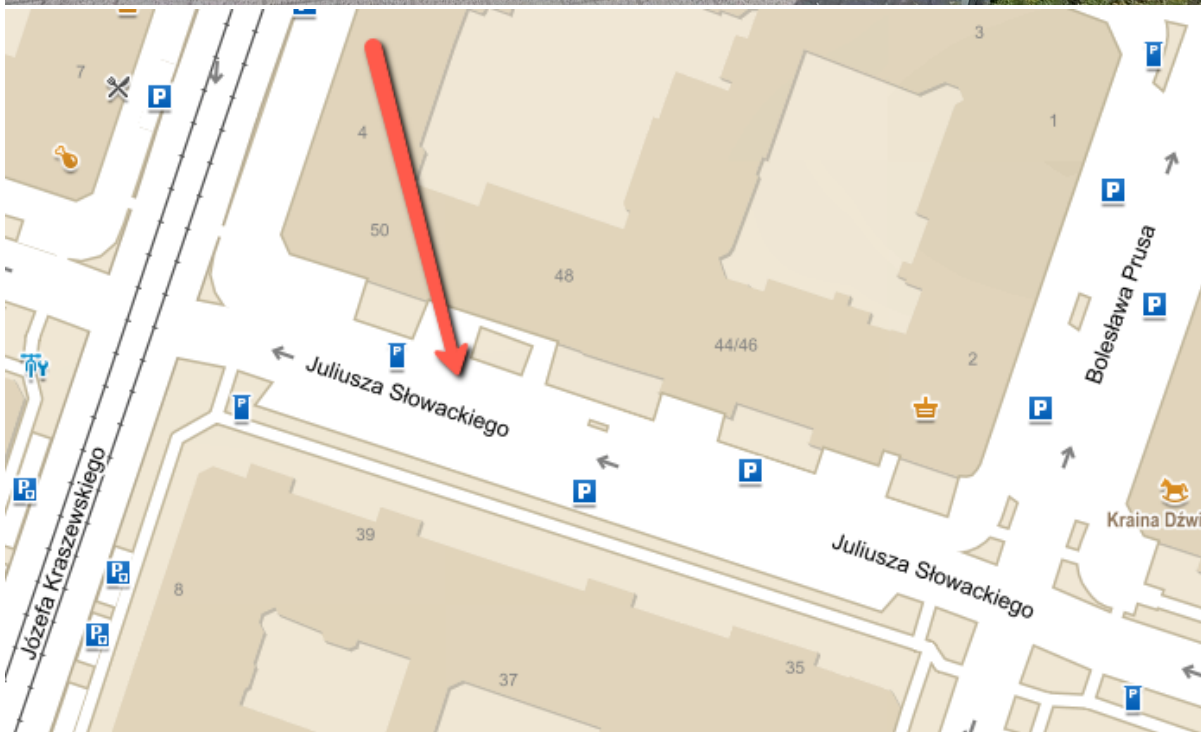 3
7
P
P
1
4
P
50
Bolesława Prusa
48
P
44/46
P
2
Juliusza Słowackiego
P
P
P
P
P
Kraina Dźwi
Józefa Kraszewskiego
39
Juliusza Słowackiego
P
8
P
35
37
P